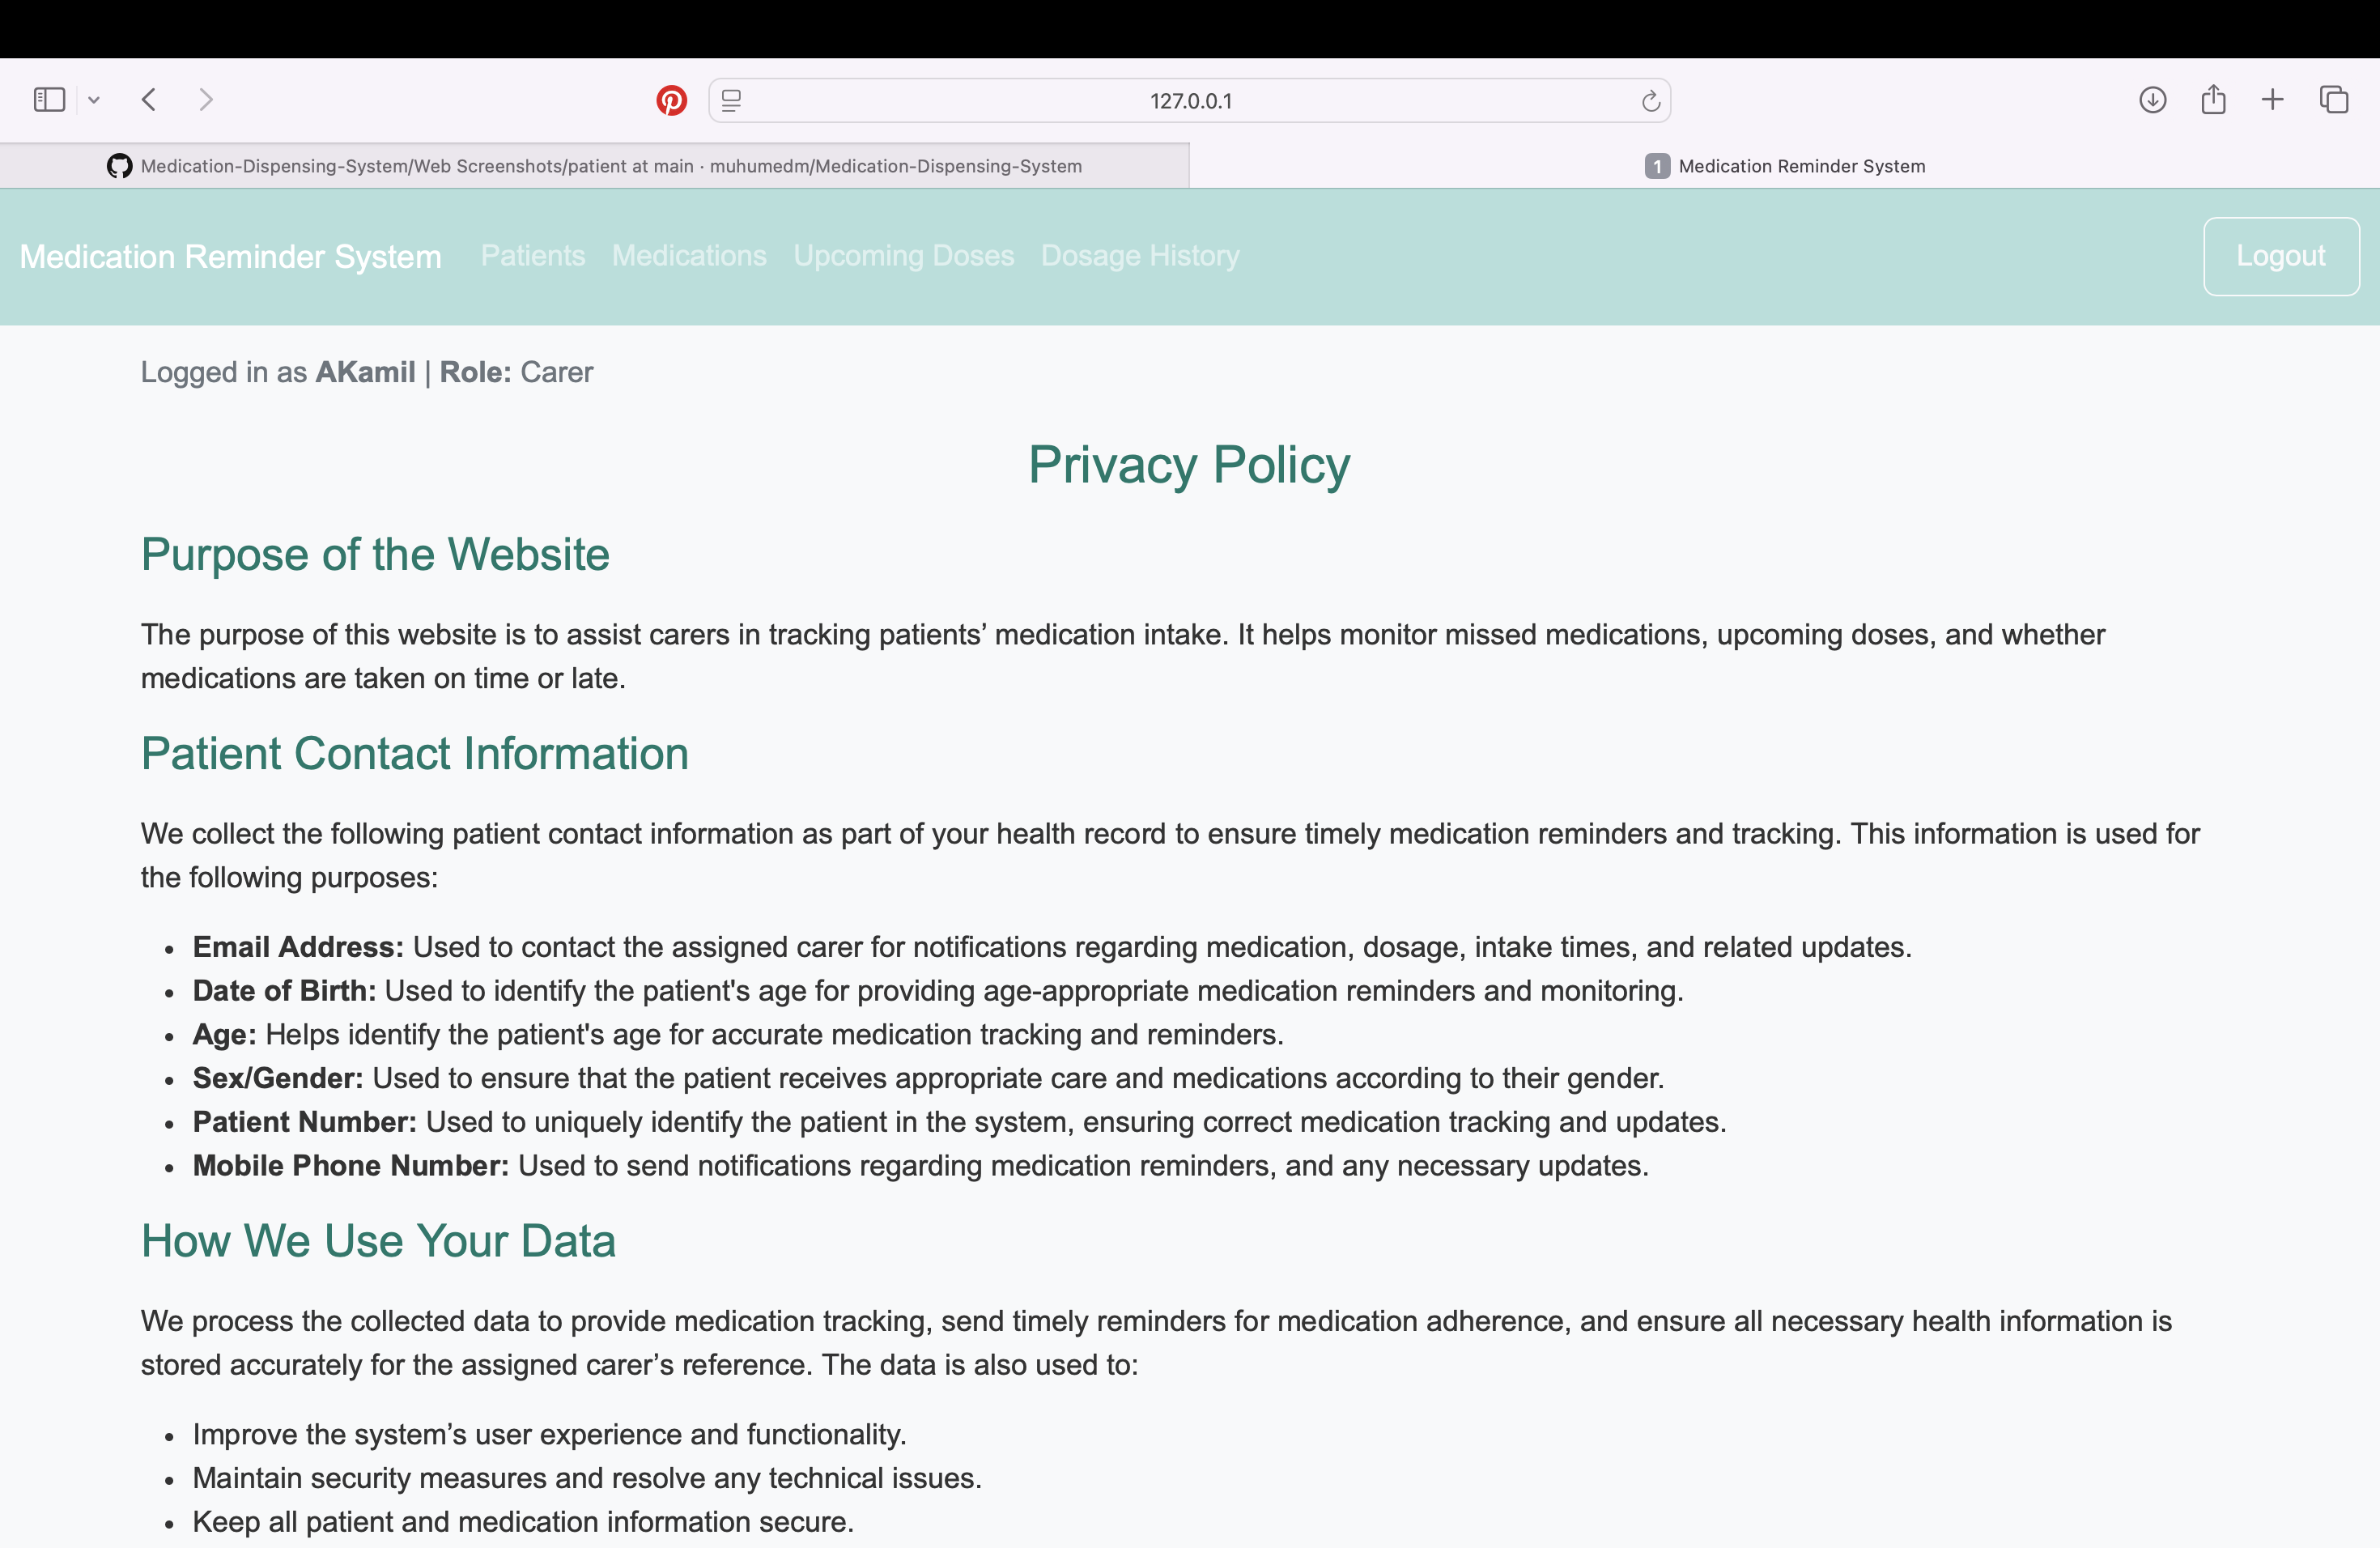 127.0.0.1
Medication-Dispensing-System/Web Screenshots/patient at main · muhumedm/Medication-Dispensing-System
1 Medication Reminder System
Medication Reminder System Patients Medications Upcoming Doses Dosage History Logout
Logged in as AKamil | Role: Carer
Privacy Policy
Purpose of the Website
The purpose of this website is to assist carers in tracking patients’ medication intake. It helps monitor missed medications, upcoming doses, and whether
medications are taken on time or late.
Patient Contact Information
We collect the following patient contact information as part of your health record to ensure timely medication reminders and tracking. This information is used for
the following purposes:
• Email Address: Used to contact the assigned carer for notifications regarding medication, dosage, intake times, and related updates.
• Date of Birth: Used to identify the patient's age for providing age-appropriate medication reminders and monitoring.
• Age: Helps identify the patient's age for accurate medication tracking and reminders.
• Sex/Gender: Used to ensure that the patient receives appropriate care and medications according to their gender.
• Patient Number: Used to uniquely identify the patient in the system, ensuring correct medication tracking and updates.
• Mobile Phone Number: Used to send notifications regarding medication reminders, and any necessary updates.
How We Use Your Data
We process the collected data to provide medication tracking, send timely reminders for medication adherence, and ensure all necessary health information is
stored accurately for the assigned carer’s reference. The data is also used to:
• Improve the system’s user experience and functionality.
• Maintain security measures and resolve any technical issues.
• Keep all patient and medication information secure.